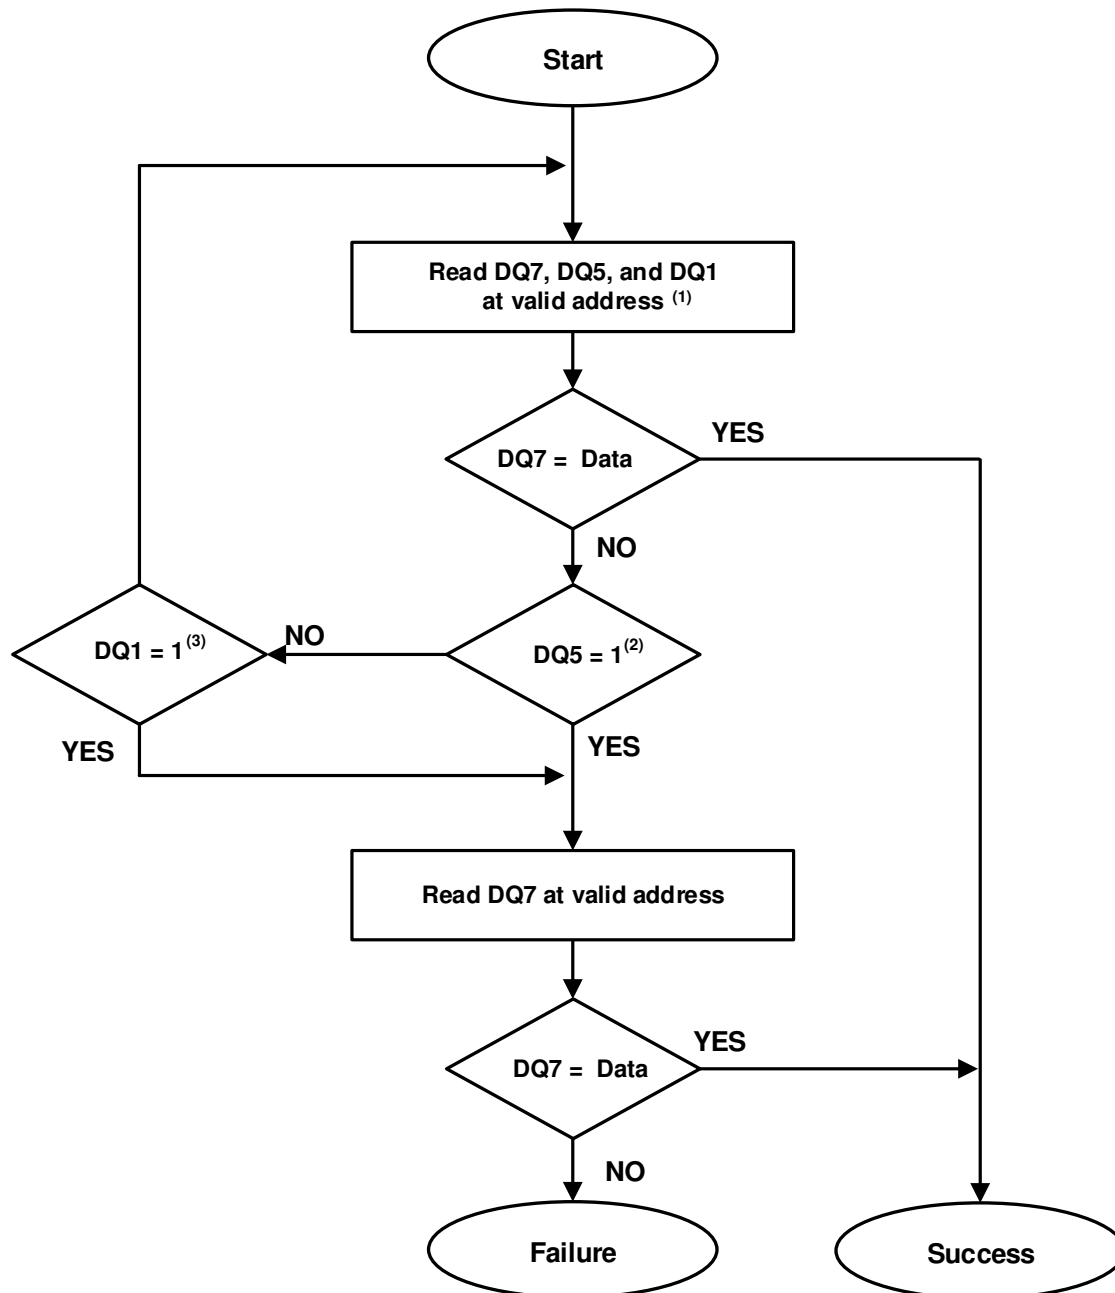 Start
Read DQ7, DQ5, and DQ1
at valid address (1)
DQ7 = Data
YES
NO
DQ1 = 1(3)
NO
DQ5 = 1(2)
YES
YES
Read DQ7 at valid address
DQ7 = Data
YES
NO
Failure
Success